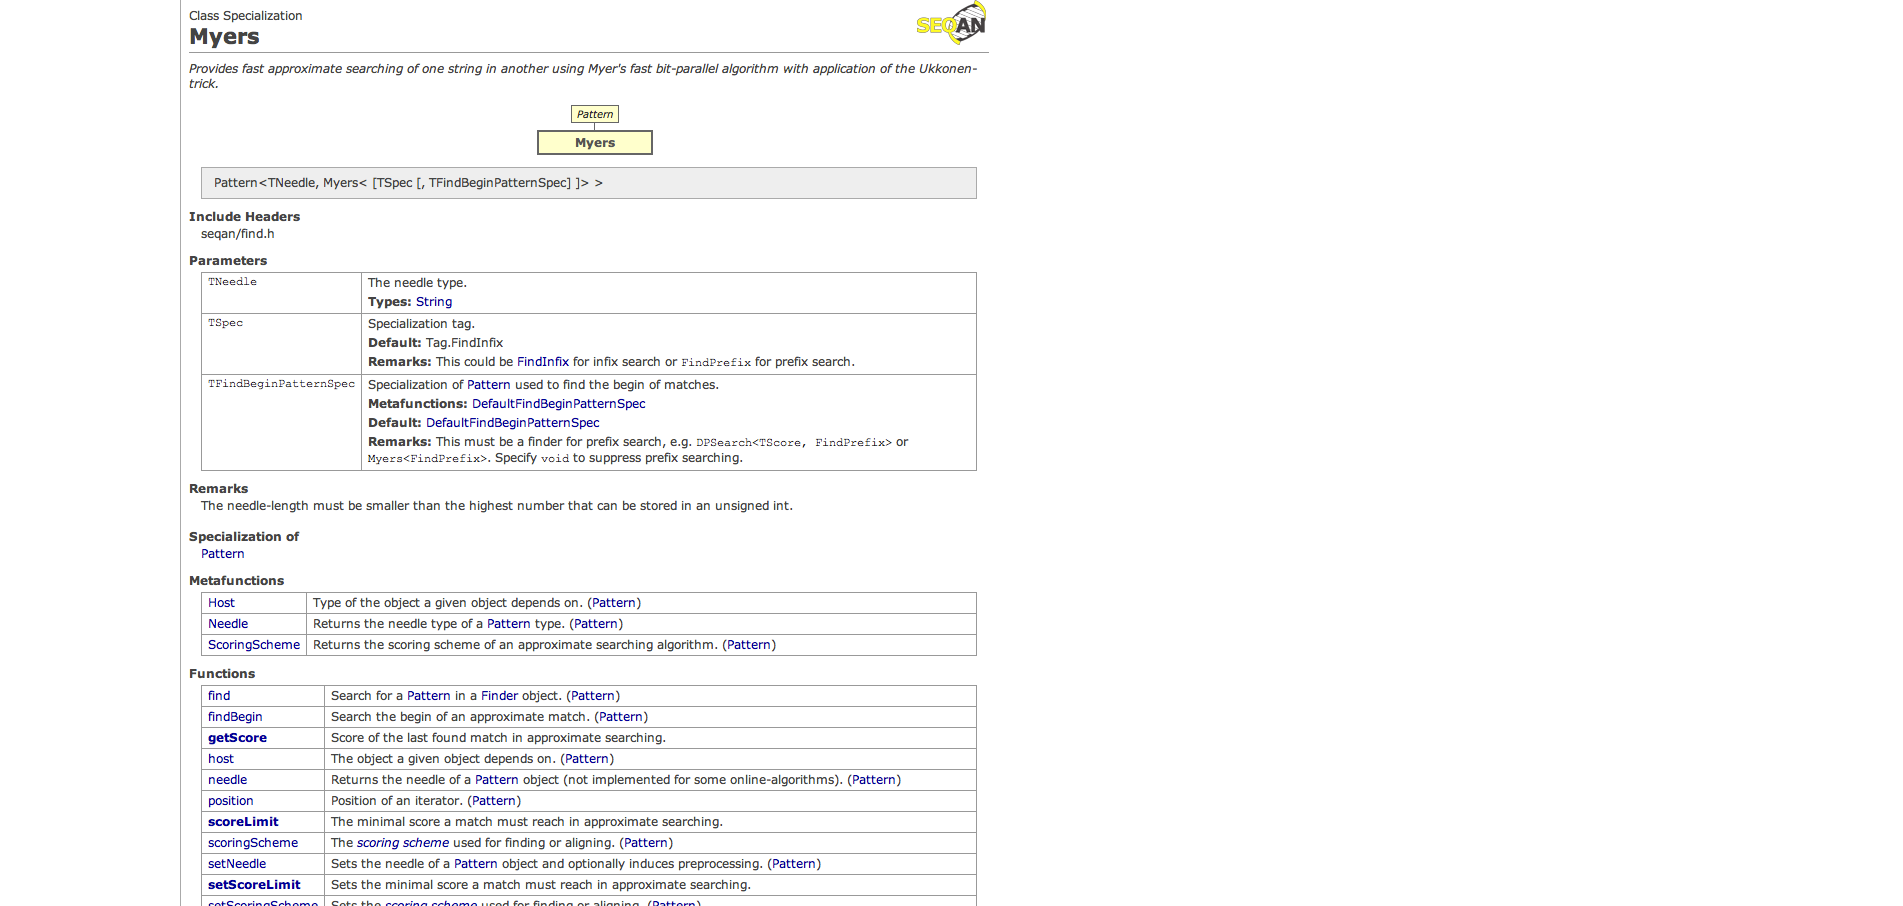 Class Specialization
Myers
SEQAN
Provides fast approximate searching of one string in another using Myer's fast bit-parallel algorithm with application of the Ukkonen-
trick.
Pattern
Myers
Pattern<TNeedle, Myers< [TSpec [, TFindBeginPatternSpec] ]> >
Include Headers
seqan/find.h
Parameters
TNeedle The needle type.
Types: String
TSpec Specialization tag.
Default: Tag.FindInfix
Remarks: This could be FindInfix for infix search or FindPrefix for prefix search.
TFindBeginPatternSpec Specialization of Pattern used to find the begin of matches.
Metafunctions: DefaultFindBeginPatternSpec
Default: DefaultFindBeginPatternSpec
Remarks: This must be a finder for prefix search, e.g. DPSearch<TScore, FindPrefix> or
Myers<FindPrefix>. Specify void to suppress prefix searching.
Remarks
The needle-length must be smaller than the highest number that can be stored in an unsigned int.
Specialization of
Pattern
Metafunctions
Host Type of the object a given object depends on. (Pattern)
Needle Returns the needle type of a Pattern type. (Pattern)
ScoringScheme Returns the scoring scheme of an approximate searching algorithm. (Pattern)
Functions
find Search for a Pattern in a Finder object. (Pattern)
findBegin Search the begin of an approximate match. (Pattern)
getScore Score of the last found match in approximate searching.
host The object a given object depends on. (Pattern)
needle Returns the needle of a Pattern object (not implemented for some online-algorithms). (Pattern)
position Position of an iterator. (Pattern)
scoreLimit The minimal score a match must reach in approximate searching.
scoringScheme The scoring scheme used for finding or aligning. (Pattern)
setNeedle Sets the needle of a Pattern object and optionally induces preprocessing. (Pattern)
setScoreLimit Sets the minimal score a match must reach in approximate searching.
setScoringScheme Sets the scoring scheme used for finding or aligning. (Pattern)